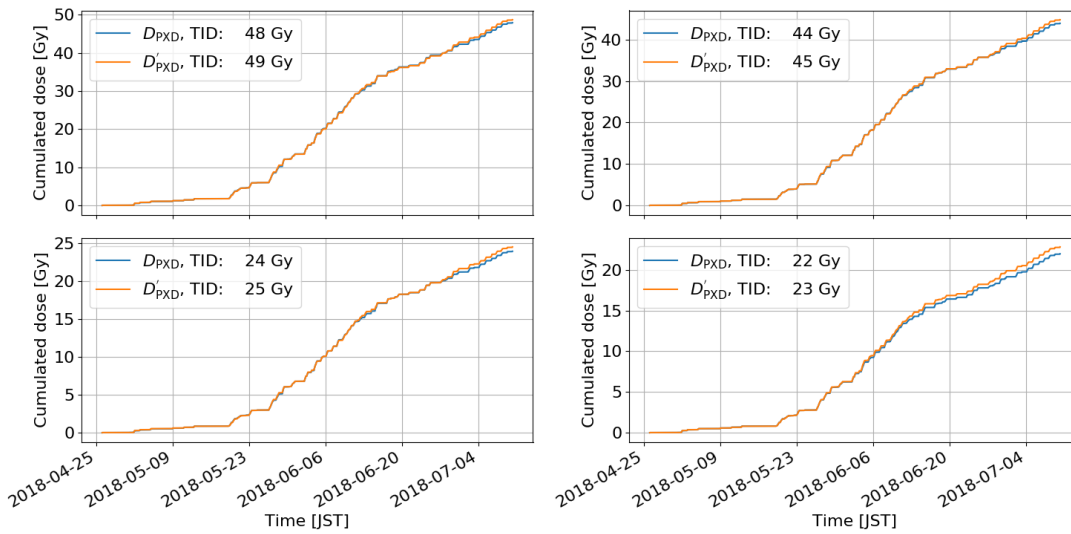 50
40
30
20
10
0
Cumulated dose [Gy]
D_PXD, TID: 48 Gy
D′_PXD, TID: 49 Gy
40
30
20
10
0
Cumulated dose [Gy]
D_PXD, TID: 44 Gy
D′_PXD, TID: 45 Gy
25
20
15
10
5
0
Cumulated dose [Gy]
D_PXD, TID: 24 Gy
D′_PXD, TID: 25 Gy
2018-04-25
2018-05-09
2018-05-23
2018-06-06
2018-06-20
2018-07-04
Time [JST]
20
15
10
5
0
Cumulated dose [Gy]
D_PXD, TID: 22 Gy
D′_PXD, TID: 23 Gy
2018-04-25
2018-05-09
2018-05-23
2018-06-06
2018-06-20
2018-07-04
Time [JST]